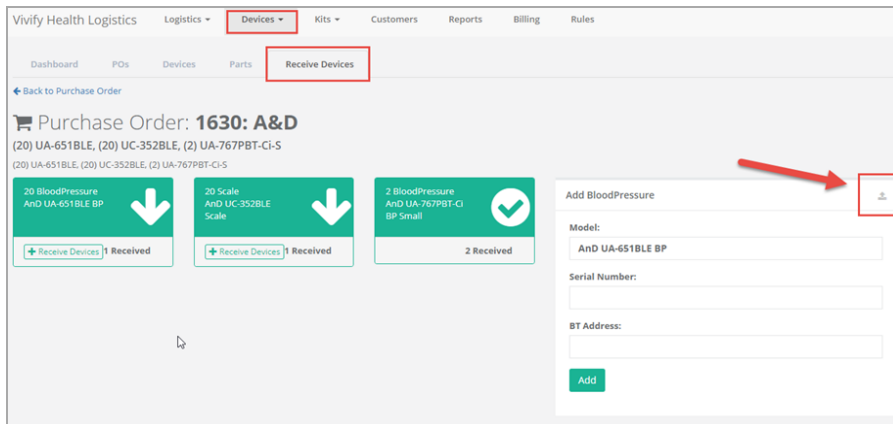 Vivify Health Logistics Logistics Devices Kits Customers Reports Billing Rules
Dashboard POs Devices Parts Receive Devices
Back to Purchase Order
Purchase Order: 1630: A&D
(20) UA-651BLE, (20) UC-352BLE, (2) UA-767PBT-Ci-S
(20) UA-651BLE, (20) UC-352BLE, (2) UA-767PBT-Ci-S
20 BloodPressure
AnD UA-651BLE BP
+ Receive Devices 1 Received
20 Scale
AnD UC-352BLE
Scale
+ Receive Devices 1 Received
2 BloodPressure
AnD UA-767PBT-Ci
BP Small
2 Received
Add BloodPressure
Model:
AnD UA-651BLE BP
Serial Number:
BT Address:
Add